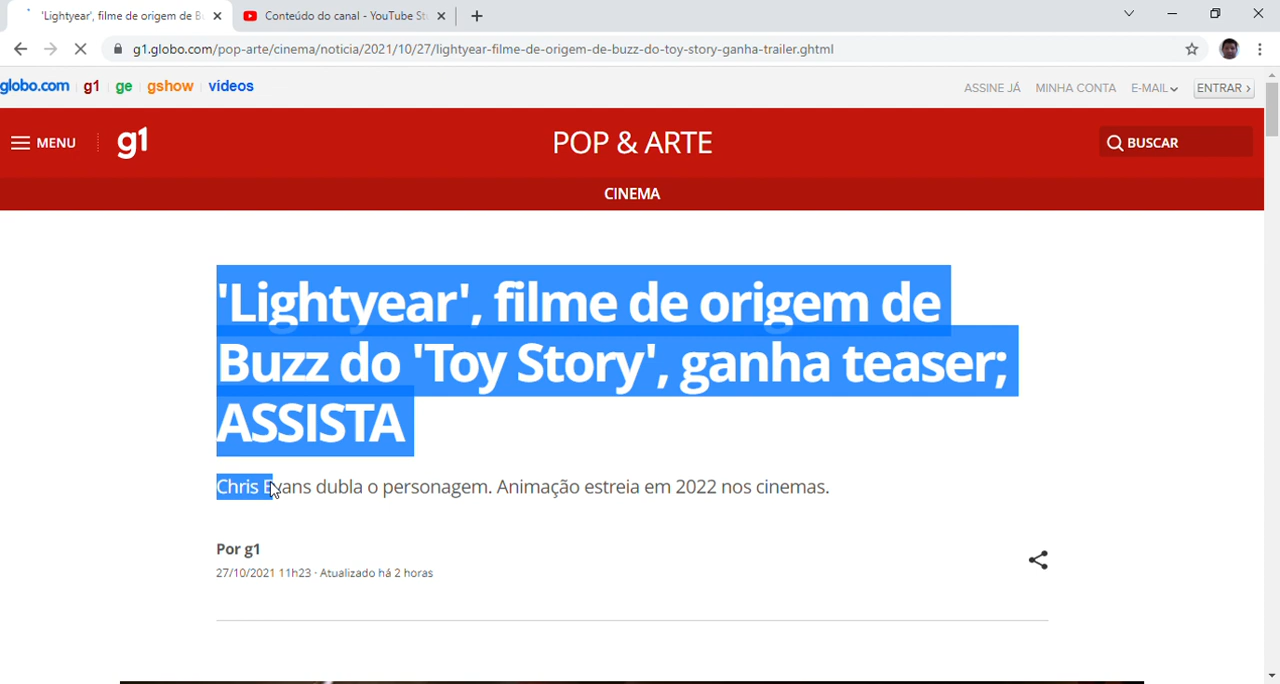 'Lightyear', filme de origem de B
Conteúdo do canal - YouTube St
g1.globo.com/pop-arte/cinema/noticia/2021/10/27/lightyear-filme-de-origem-de-buzz-do-toy-story-ganha-trailer.ghtml
globo.com g1 ge gshow videos
ASSINE JÁ MINHA CONTA E-MAIL ENTRAR ›
MENU g1 POP & ARTE BUSCAR
CINEMA
'Lightyear', filme de origem de
Buzz do 'Toy Story', ganha teaser;
ASSISTA
Chris Evans dubla o personagem. Animação estreia em 2022 nos cinemas.
Por g1
27/10/2021 11h23 · Atualizado há 2 horas